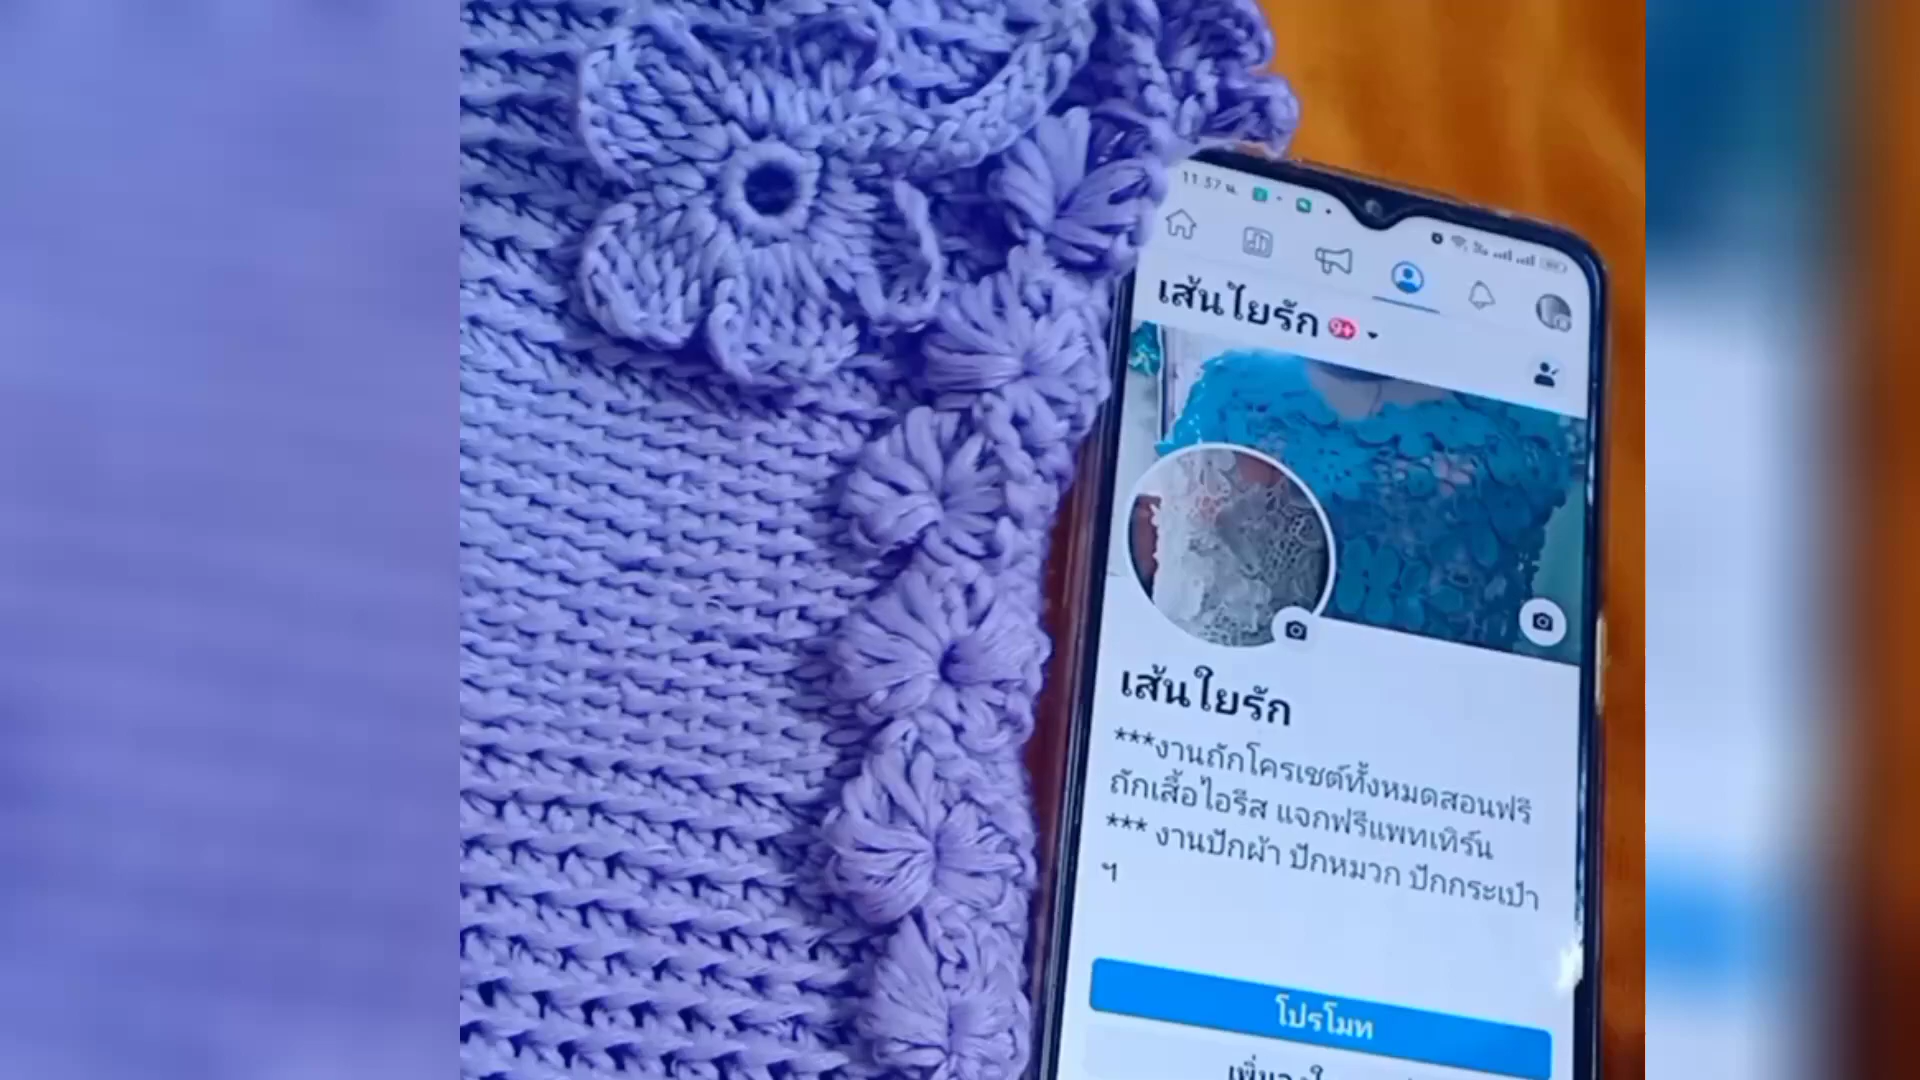 11:37 น.
เส้นใยรัก 9+
เส้นใยรัก
***งานถักโครเชต์ทั้งหมดสอนฟรี
ถักเสื้อไอรีส แจกฟรีแพทเทิร์น
*** งานปักผ้า ปักหมวก ปักกระเป๋า
ฯ
โปรโมท